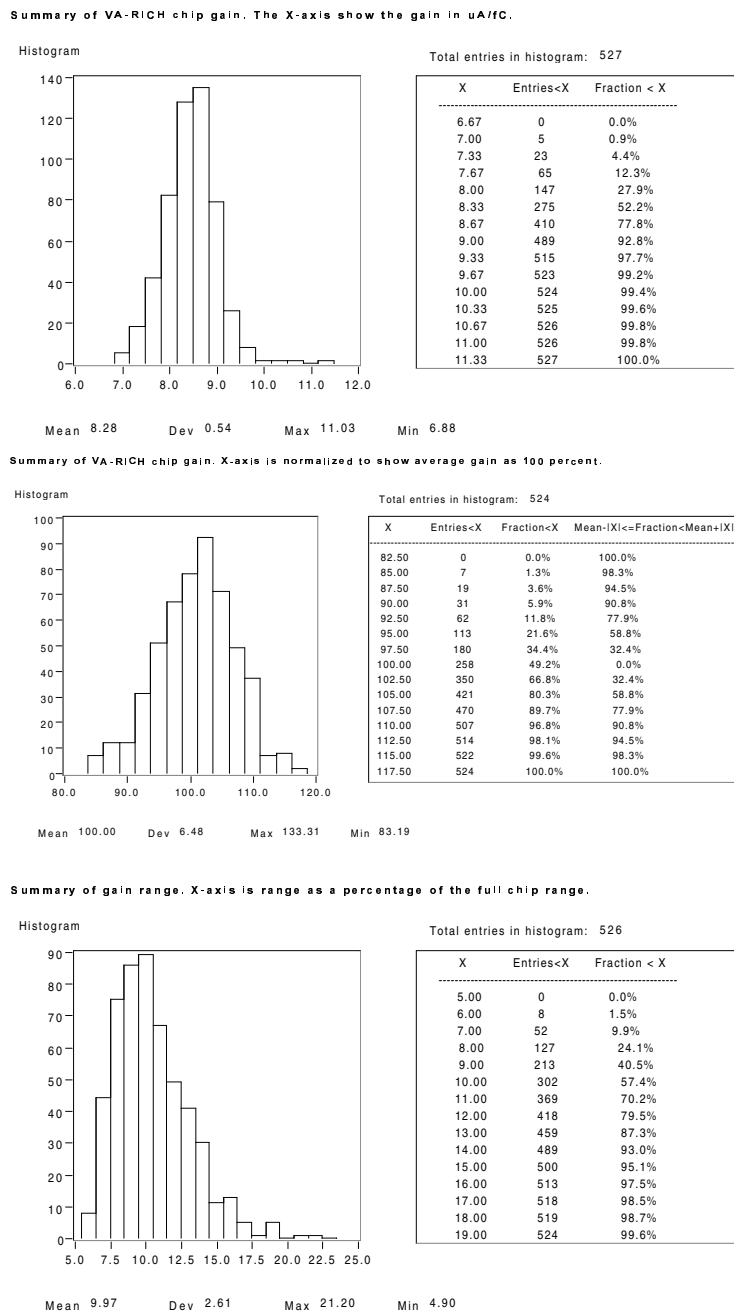 Summary of VA-RICH chip gain. The X-axis show the gain in uA/fC.
Histogram
Total entries in histogram: 527
140
120
100
80
60
40
20
0
6.0 7.0 8.0 9.0 10.0 11.0 12.0
X Entries<X Fraction < X
6.67 0 0.0%
7.00 5 0.9%
7.33 23 4.4%
7.67 65 12.3%
8.00 147 27.9%
8.33 275 52.2%
8.67 410 77.8%
9.00 489 92.8%
9.33 515 97.7%
9.67 523 99.2%
10.00 524 99.4%
10.33 525 99.6%
10.67 526 99.8%
11.00 526 99.8%
11.33 527 100.0%
Mean 8.28 Dev 0.54 Max 11.03 Min 6.88
Summary of VA-RICH chip gain. X-axis is normalized to show average gain as 100 percent.
Histogram
Total entries in histogram: 524
100
90
80
70
60
50
40
30
20
10
0
80.0 90.0 100.0 110.0 120.0
X Entries<X Fraction<X Mean-|X|<=Fraction<Mean+|X|
82.50 0 0.0% 100.0%
85.00 7 1.3% 98.3%
87.50 19 3.6% 94.5%
90.00 31 5.9% 90.8%
92.50 62 11.8% 77.9%
95.00 113 21.6% 58.8%
97.50 180 34.4% 32.4%
100.00 258 49.2% 0.0%
102.50 350 66.8% 32.4%
105.00 421 80.3% 58.8%
107.50 470 89.7% 77.9%
110.00 507 96.8% 90.8%
112.50 514 98.1% 94.5%
115.00 522 99.6% 98.3%
117.50 524 100.0% 100.0%
Mean 100.00 Dev 6.48 Max 133.31 Min 83.19
Summary of gain range. X-axis is range as a percentage of the full chip range.
Histogram
Total entries in histogram: 526
90
80
70
60
50
40
30
20
10
0
5.0 7.5 10.0 12.5 15.0 17.5 20.0 22.5 25.0
X Entries<X Fraction < X
5.00 0 0.0%
6.00 8 1.5%
7.00 52 9.9%
8.00 127 24.1%
9.00 213 40.5%
10.00 302 57.4%
11.00 369 70.2%
12.00 418 79.5%
13.00 459 87.3%
14.00 489 93.0%
15.00 500 95.1%
16.00 513 97.5%
17.00 518 98.5%
18.00 519 98.7%
19.00 524 99.6%
Mean 9.97 Dev 2.61 Max 21.20 Min 4.90